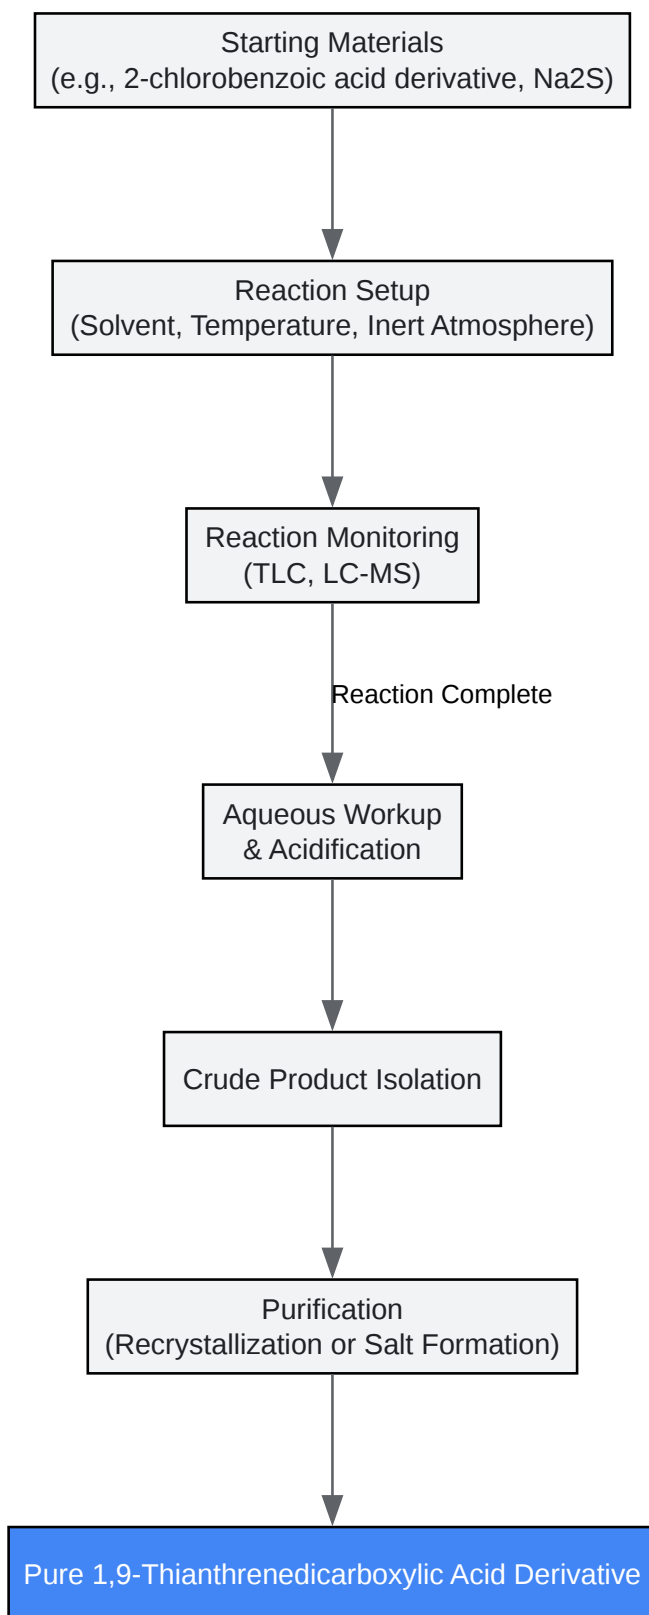 Starting Materials
(e.g., 2-chlorobenzoic acid derivative, Na2S)
Reaction Setup
(Solvent, Temperature, Inert Atmosphere)
Reaction Monitoring
(TLC, LC-MS)
Reaction Complete
Aqueous Workup
& Acidification
Crude Product Isolation
Purification
(Recrystallization or Salt Formation)
Pure 1,9-Thianthrenedicarboxylic Acid Derivative